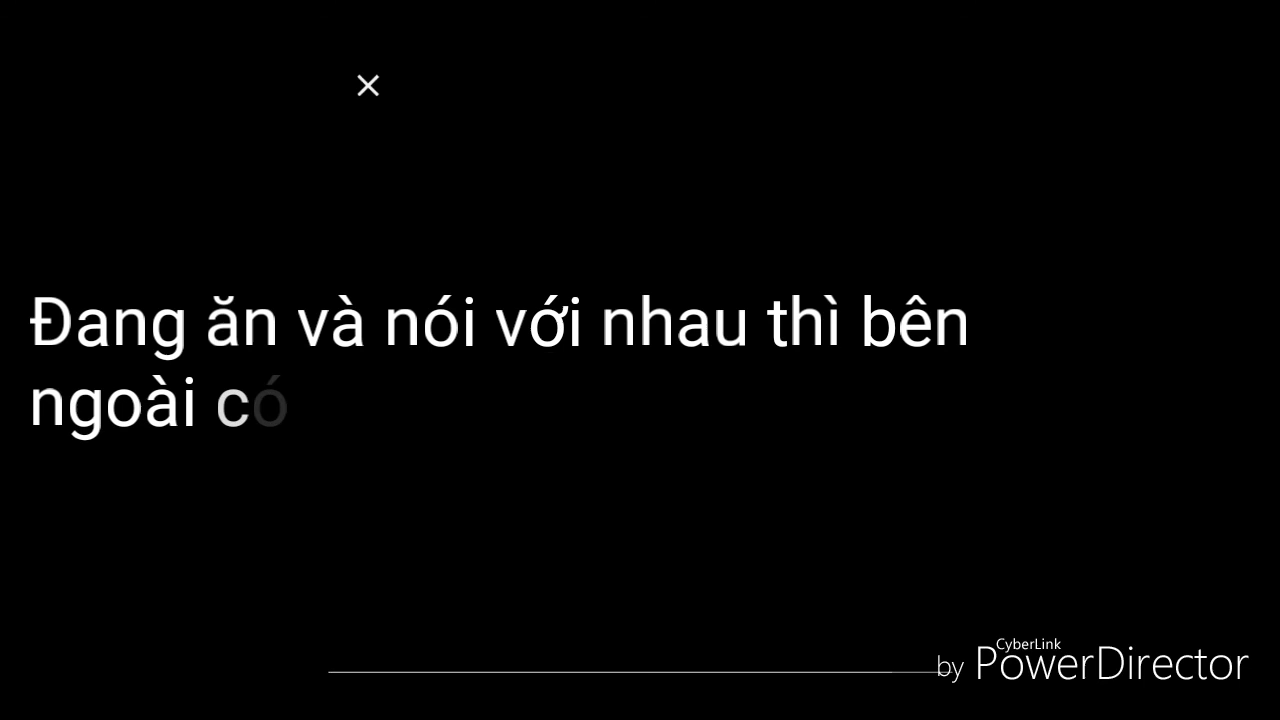 Đang ăn và nói với nhau thì bên
ngoài có
CyberLink
by PowerDirector